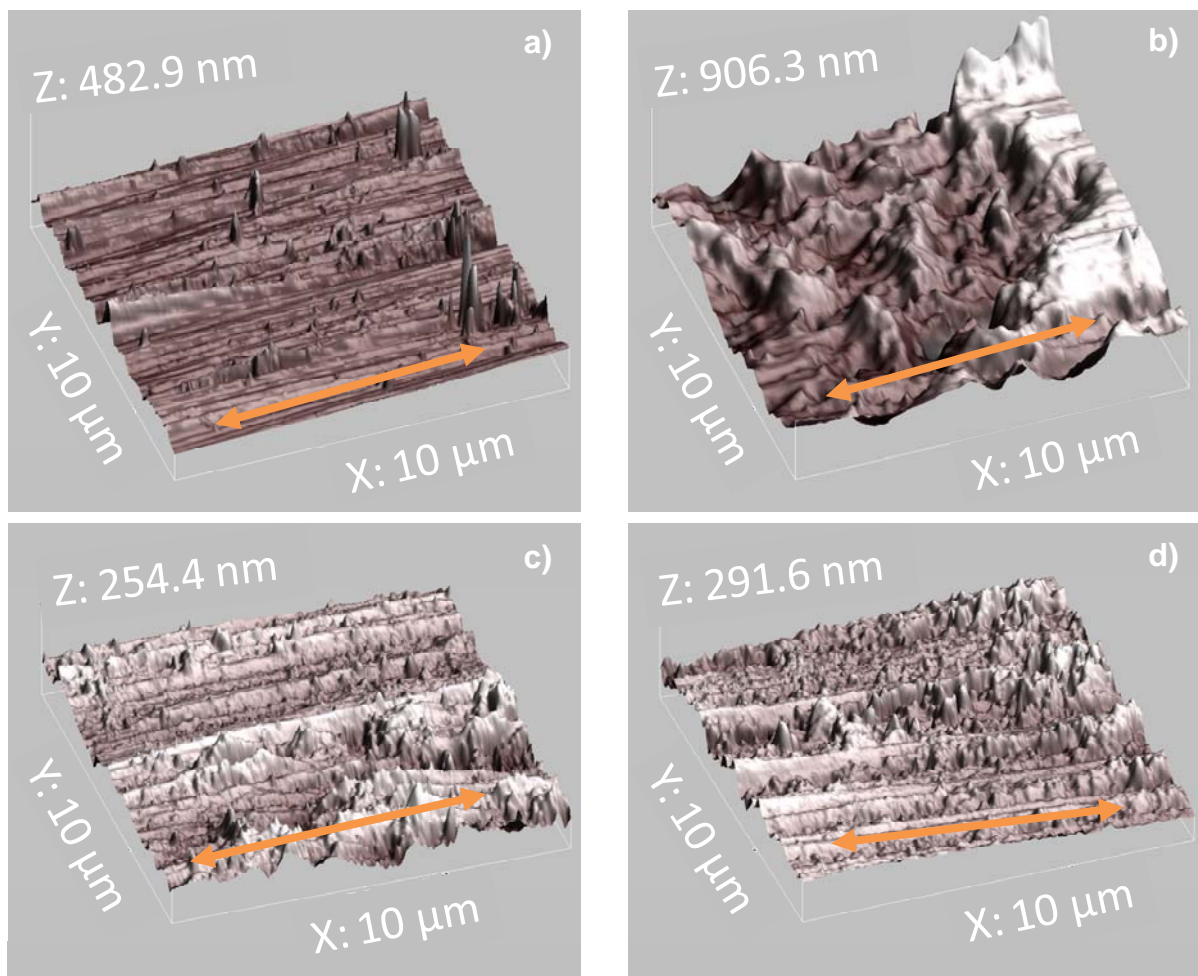 a)
Z: 482.9 nm
Y: 10 µm
X: 10 µm
b)
Z: 906.3 nm
Y: 10 µm
X: 10 µm
c)
Z: 254.4 nm
Y: 10 µm
X: 10 µm
d)
Z: 291.6 nm
Y: 10 µm
X: 10 µm